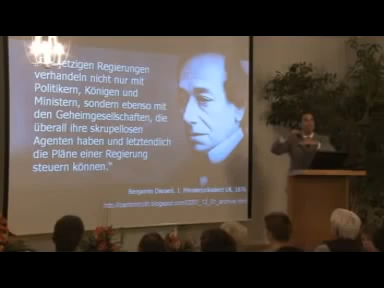 jetzigen Regierungen
verhandeln nicht nur mit
Politikern, Königen und
Ministern, sondern ebenso mit
den Geheimgesellschaften, die
überall ihre skrupellosen
Agenten haben und letztendlich
die Pläne einer Regierung
steuern können."
Benjamin Disraeli, 1. Ministerpräsident UK, 1876